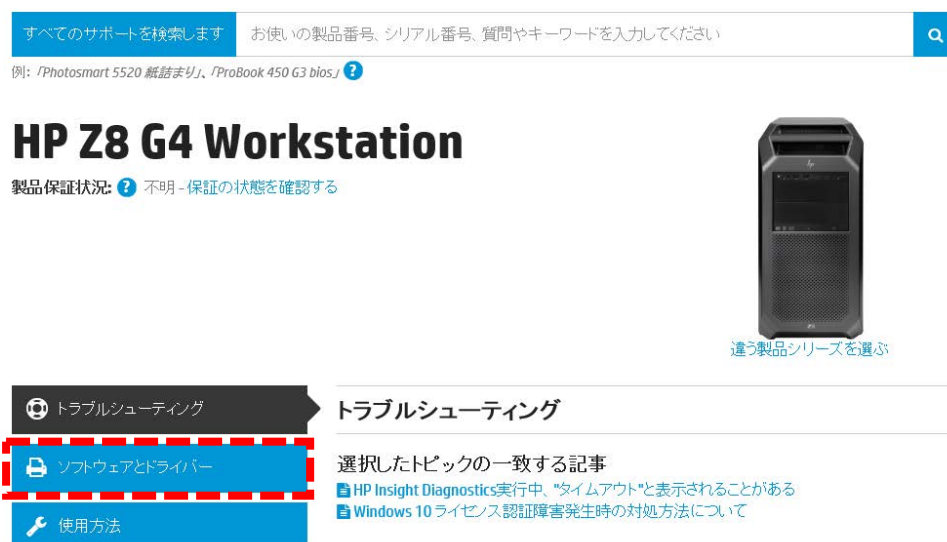 すべてのサポートを検索します お使いの製品番号、シリアル番号、質問やキーワードを入力してください
例: 「Photosmart 5520 紙詰まり」、「ProBook 450 G3 bios」 ?
HP Z8 G4 Workstation
製品保証状況: ? 不明 - 保証の状態を確認する
hp
違う製品シリーズを選ぶ
トラブルシューティング
ソフトウェアとドライバー
使用方法
トラブルシューティング
選択したトピックの一致する記事
HP Insight Diagnostics実行中、"タイムアウト"と表示されることがある
Windows 10 ライセンス認証障害発生時の対処方法について